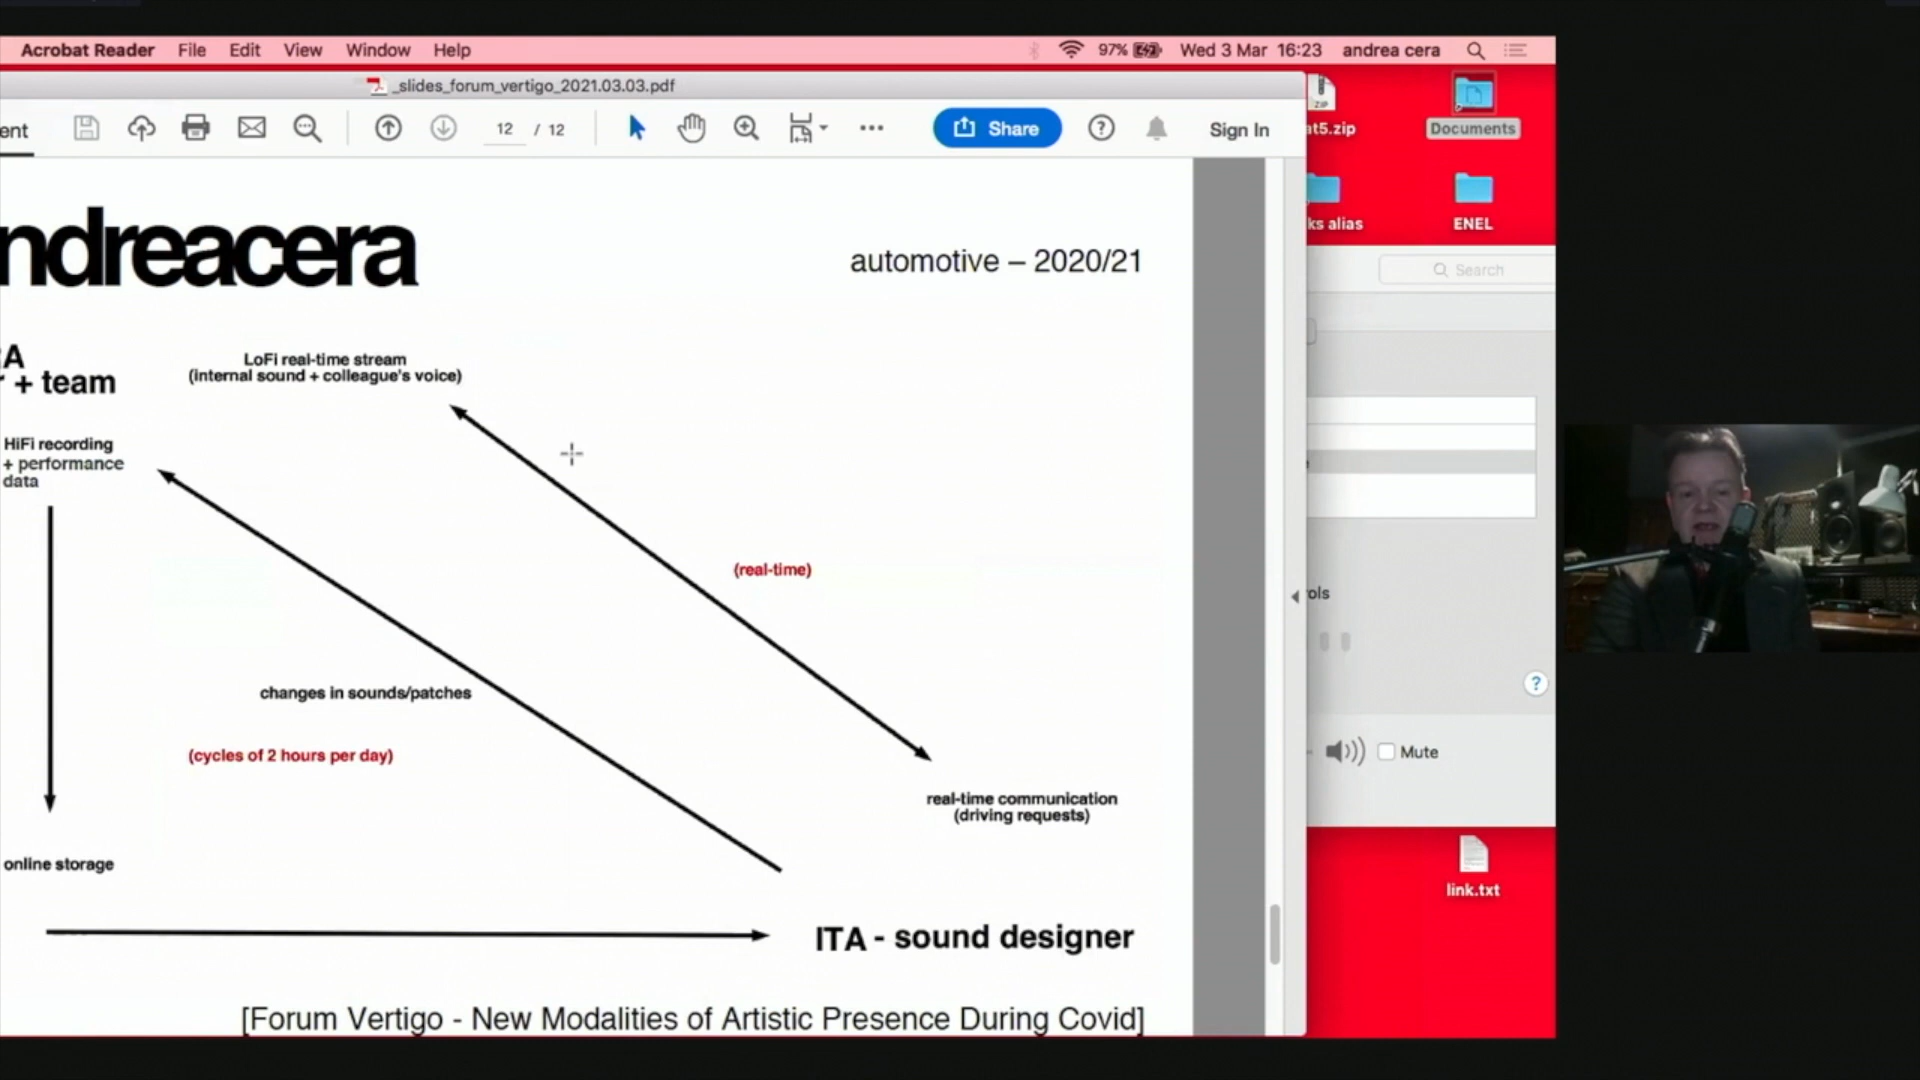 Acrobat Reader File Edit View Window Help 97% Wed 3 Mar 16:23 andrea cera
_slides_forum_vertigo_2021.03.03.pdf
ent 12 / 12 Share Sign In
ZIP
at5.zip
Documents
ks alias
ENEL
Search
ndreacera
automotive – 2020/21
A
r + team
LoFi real-time stream
(internal sound + colleague's voice)
HiFi recording
+ performance
data
(real-time)
rols
changes in sounds/patches
(cycles of 2 hours per day)
Mute
real-time communication
(driving requests)
online storage
link.txt
ITA - sound designer
[Forum Vertigo - New Modalities of Artistic Presence During Covid]